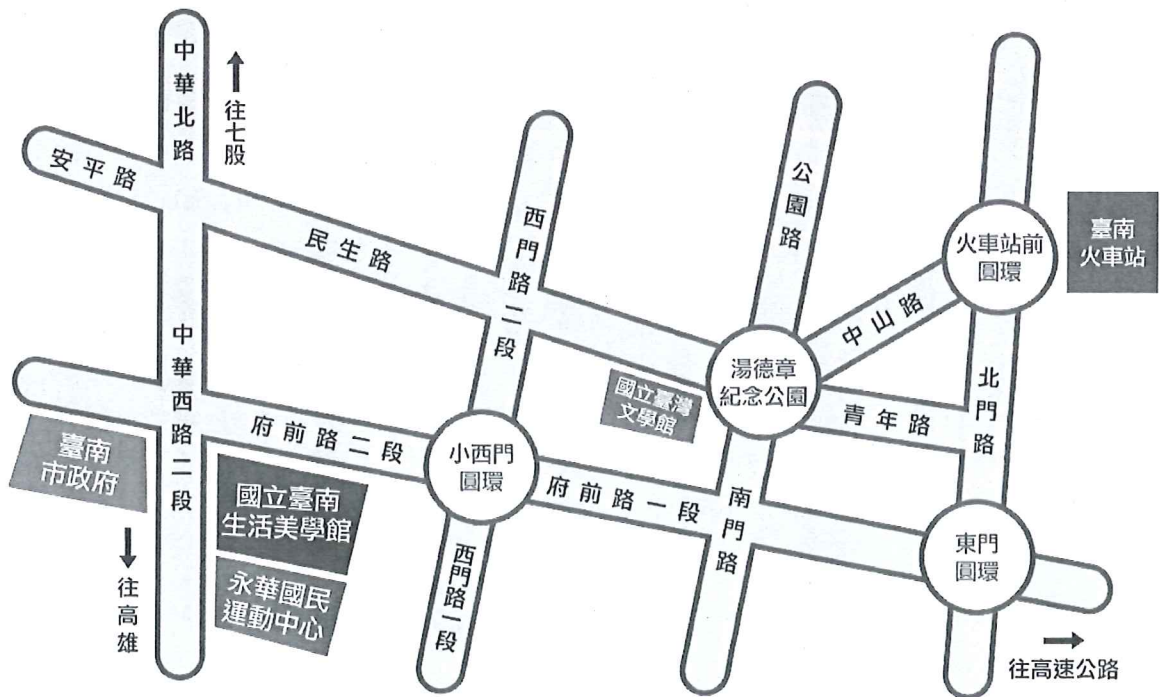 中華北路
往七股
安平路
民生路
西門路二段
公園路
火車站前
圓環
臺南
火車站
中山路
湯德章
紀念公園
國立臺灣
文學館
青年路
北門路
中華西路二段
府前路二段
小西門
圓環
府前路一段
南門路
東門
圓環
臺南
市政府
國立臺南
生活美學館
永華國民
運動中心
西門路一段
往高雄
往高速公路